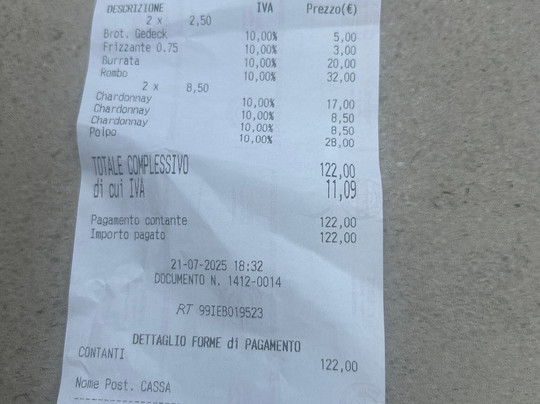 DESCRIZIONE IVA Prezzo(€)
2 x 2,50
Brot. Gedeck 10,00% 5,00
Frizzante 0.75 10,00% 3,00
Burrata 10,00% 20,00
Rombo 10,00% 32,00
2 x 8,50
Chardonnay 10,00% 17,00
Chardonnay 10,00% 8,50
Chardonnay 10,00% 8,50
Polpo 10,00% 28,00
TOTALE COMPLESSIVO 122,00
di cui IVA 11,09
Pagamento contante 122,00
Importo pagato 122,00
21-07-2025 18:32
DOCUMENTO N. 1412-0014
RT 99IEB019523
DETTAGLIO FORME di PAGAMENTO
CONTANTI 122,00
Nome Post. CASSA